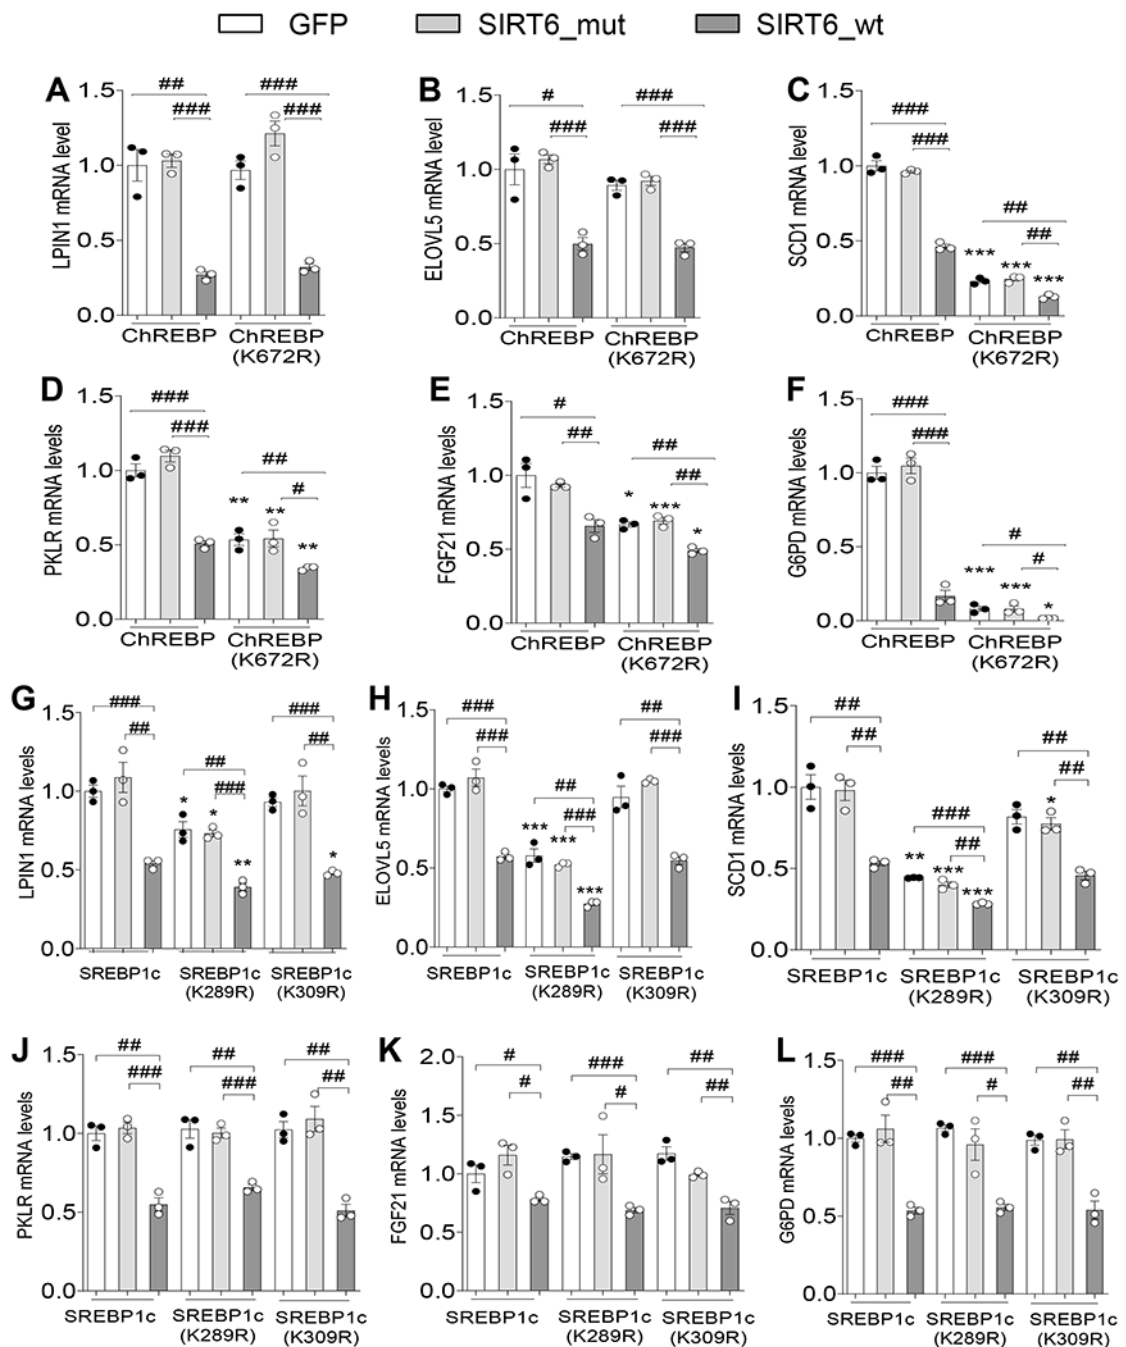 GFP SIRT6_mut SIRT6_wt
A
LPIN1 mRNA level
1.5
1.0
0.5
0.0
## ### ### ###
ChREBP ChREBP
(K672R)
B
ELOVL5 mRNA level
1.5
1.0
0.5
0.0
# ### ### ###
ChREBP ChREBP
(K672R)
C
SCD1 mRNA level
1.5
1.0
0.5
0.0
### ### ## ##
*** *** ***
ChREBP ChREBP
(K672R)
D
PKLR mRNA levels
1.5
1.0
0.5
0.0
### ### ## #
** ** **
ChREBP ChREBP
(K672R)
E
FGF21 mRNA levels
1.5
1.0
0.5
0.0
# ## ## ##
* *** *
ChREBP ChREBP
(K672R)
F
G6PD mRNA levels
1.5
1.0
0.5
0.0
### ### # #
*** *** *
ChREBP ChREBP
(K672R)
G
LPIN1 mRNA levels
1.5
1.0
0.5
0.0
### ## ## ### ### ##
* * ** *
SREBP1c SREBP1c SREBP1c
(K289R) (K309R)
H
ELOVL5 mRNA levels
1.5
1.0
0.5
0.0
### ### ## ### ## ###
*** *** ***
SREBP1c SREBP1c SREBP1c
(K289R) (K309R)
I
SCD1 mRNA levels
1.5
1.0
0.5
0.0
## ## ### ## ## ##
** *** *** *
SREBP1c SREBP1c SREBP1c
(K289R) (K309R)
J
PKLR mRNA levels
1.5
1.0
0.5
0.0
## ### ## ### ## ##
SREBP1c SREBP1c SREBP1c
(K289R) (K309R)
K
FGF21 mRNA levels
2.0
1.5
1.0
0.5
0.0
# # ### # ## ##
SREBP1c SREBP1c SREBP1c
(K289R) (K309R)
L
G6PD mRNA levels
1.5
1.0
0.5
0.0
### ## ### # ## ##
SREBP1c SREBP1c SREBP1c
(K289R) (K309R)